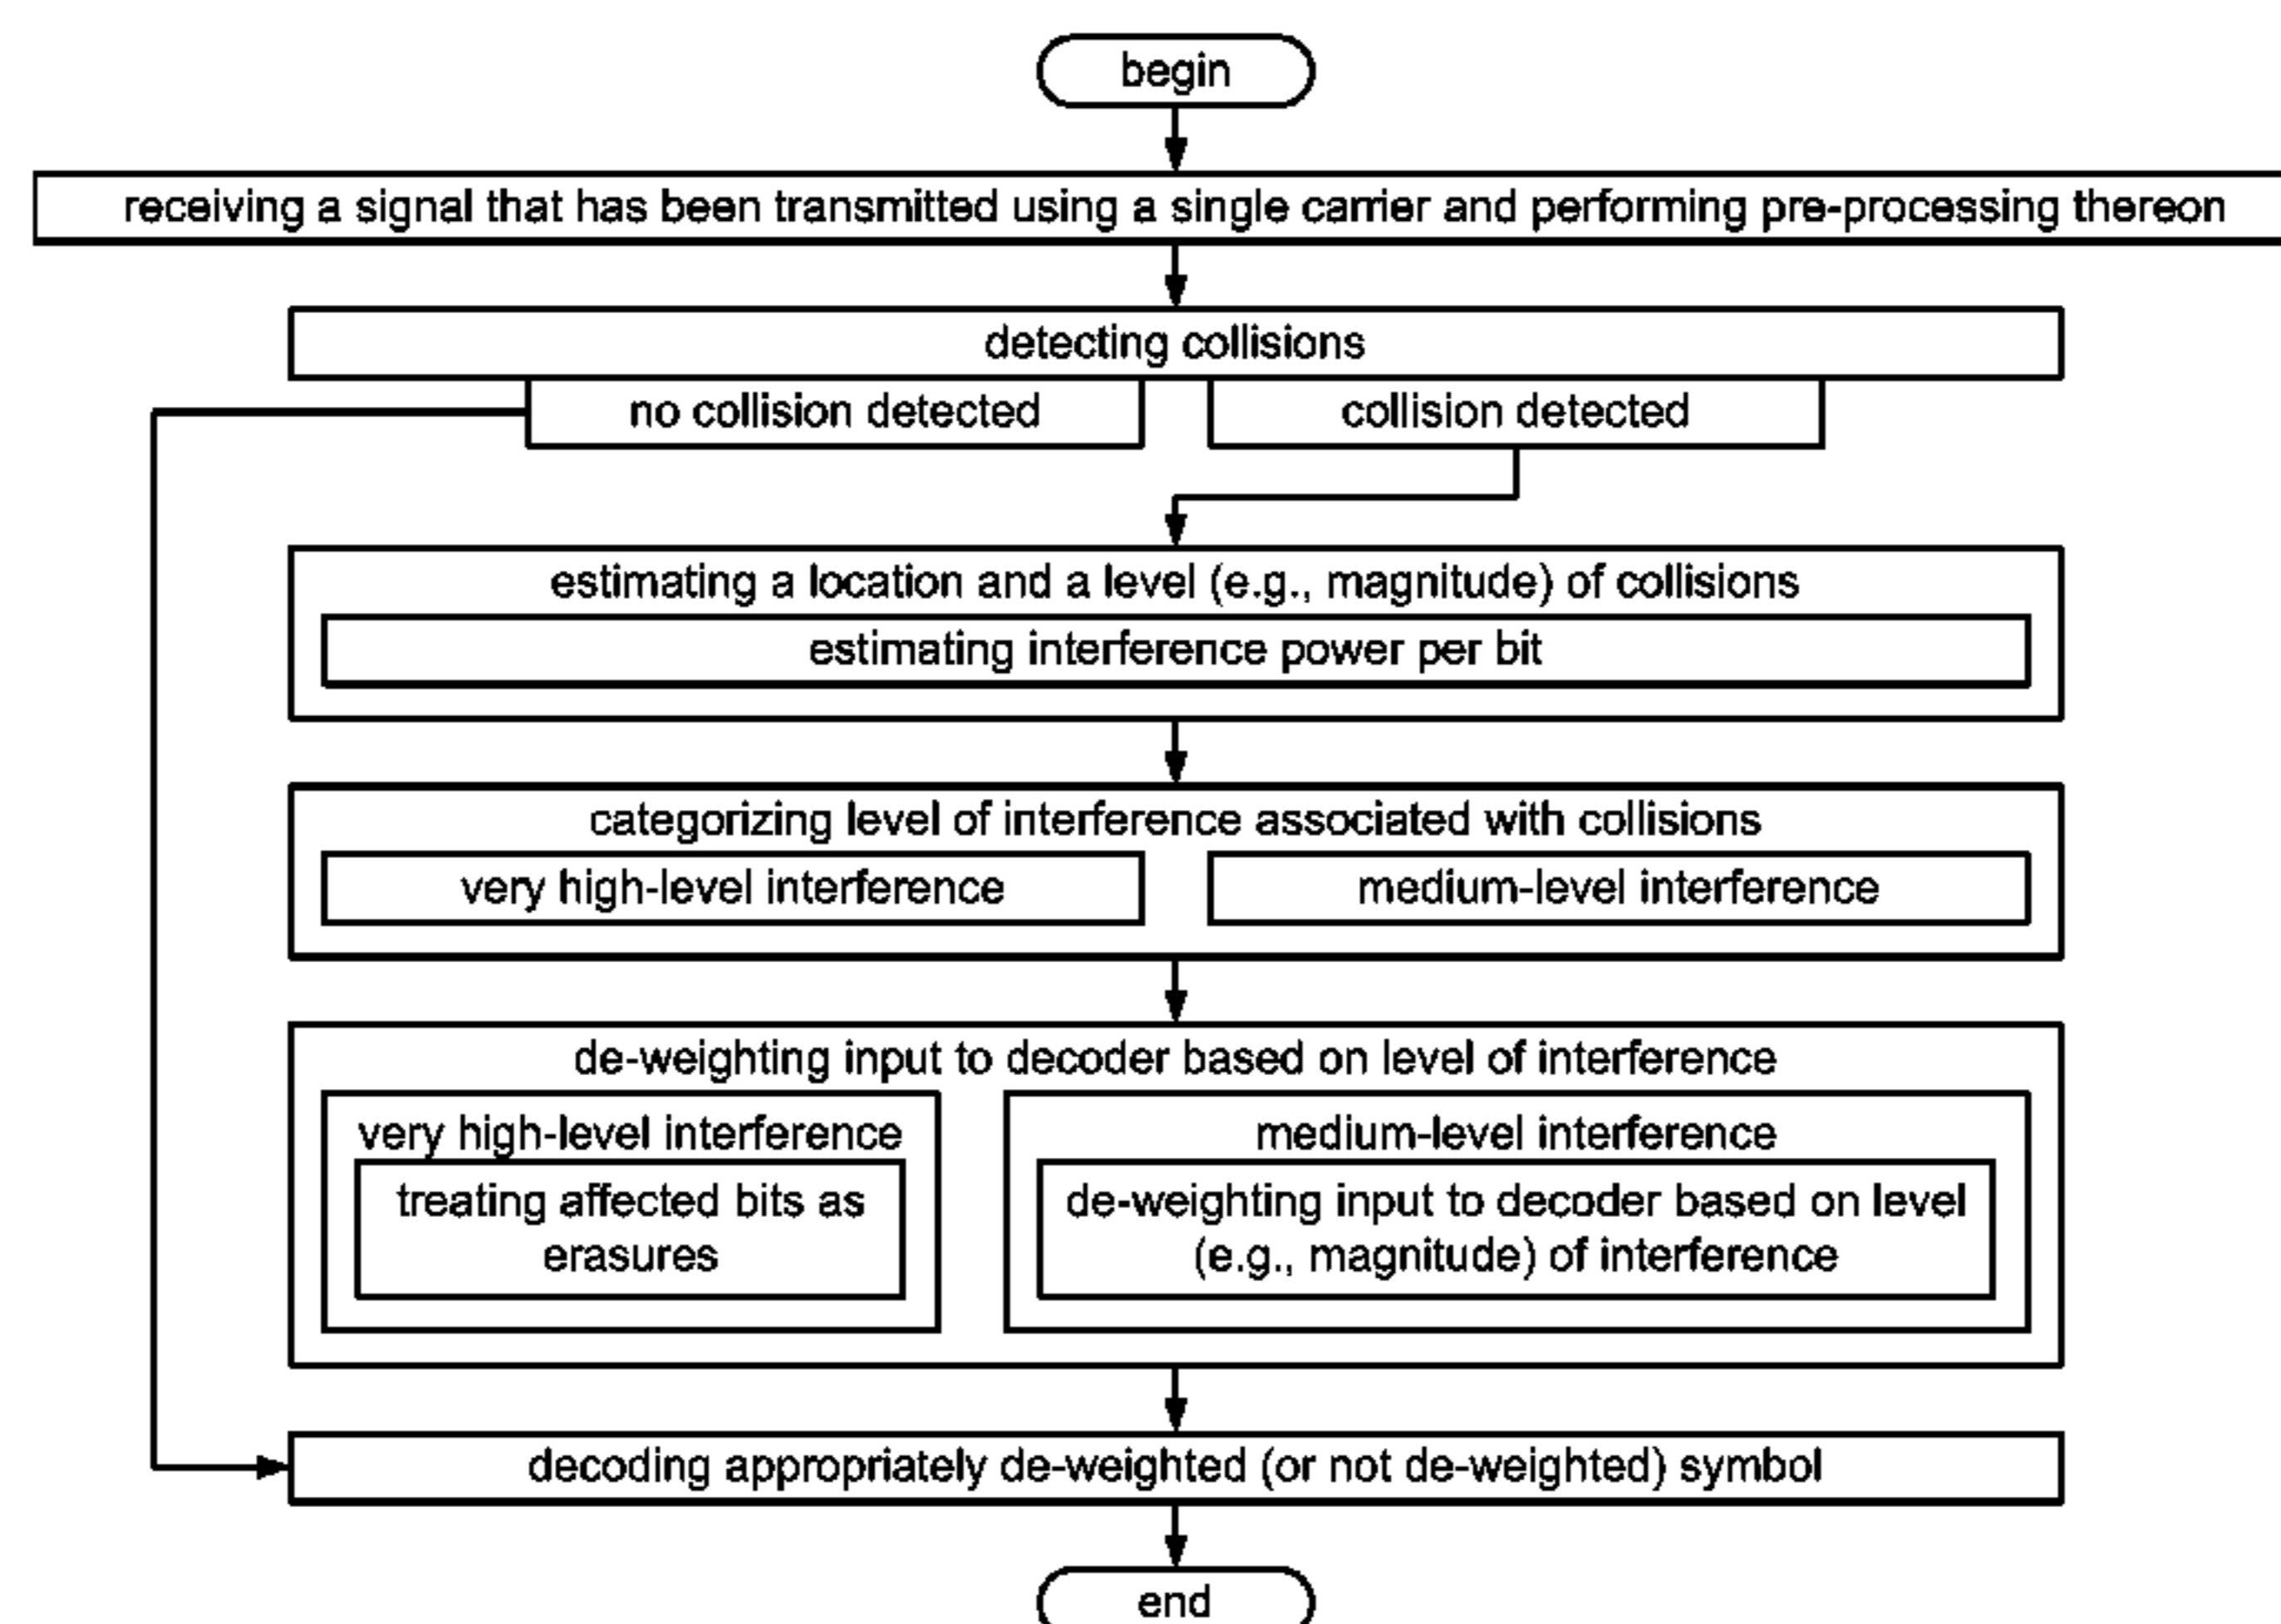 begin
receiving a signal that has been transmitted using a single carrier and performing pre-processing thereon
detecting collisions
no collision detected
collision detected
estimating a location and a level (e.g., magnitude) of collisions
estimating interference power per bit
categorizing level of interference associated with collisions
very high-level interference
medium-level interference
de-weighting input to decoder based on level of interference
very high-level interference
treating affected bits as
erasures
medium-level interference
de-weighting input to decoder based on level
(e.g., magnitude) of interference
decoding appropriately de-weighted (or not de-weighted) symbol
end